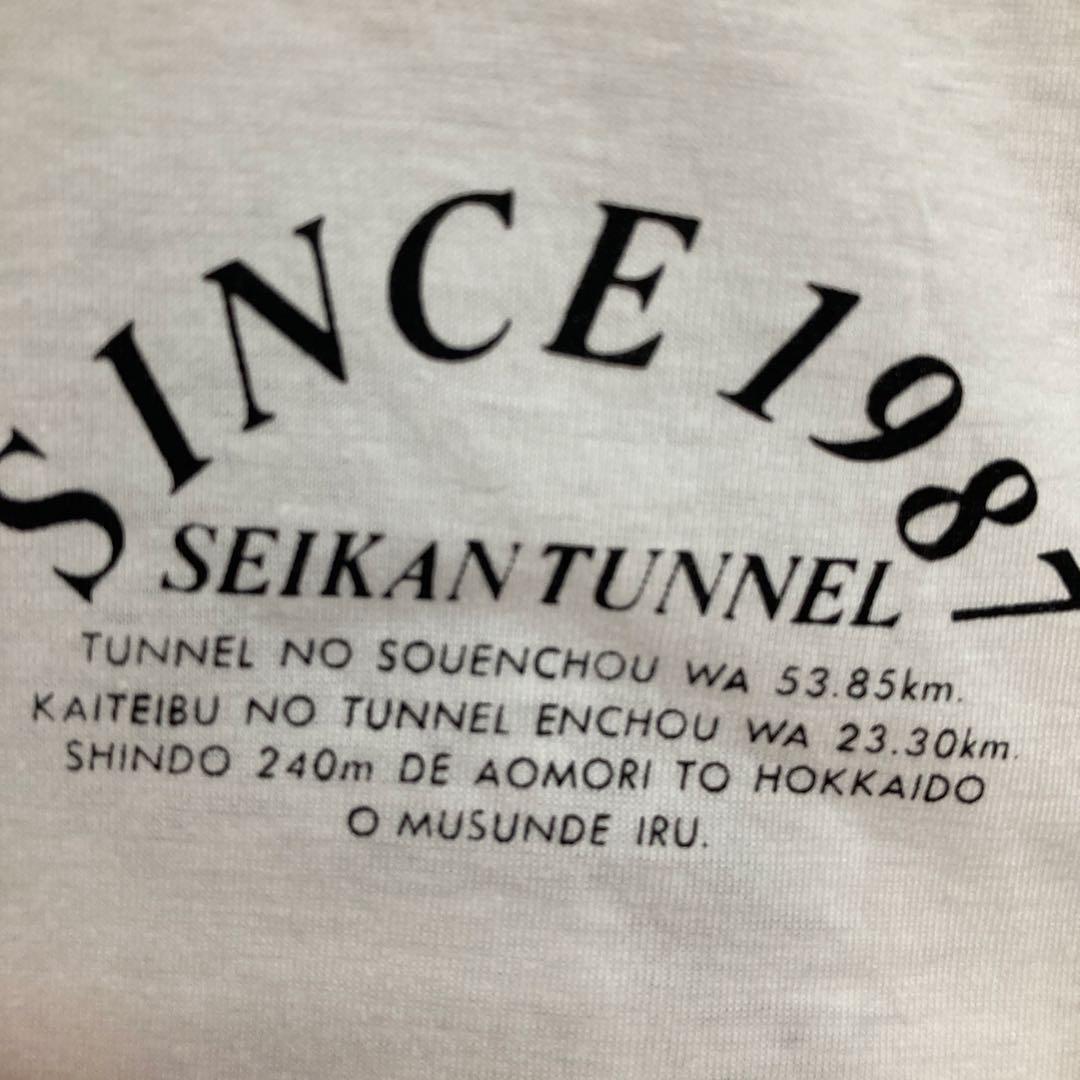 SINCE 1987
SEIKAN TUNNEL
TUNNEL NO SOUENCHOU WA 53.85km.
KAITEIBU NO TUNNEL ENCHOU WA 23.30km.
SHINDO 240m DE AOMORI TO HOKKAIDO
O MUSUNDE IRU.